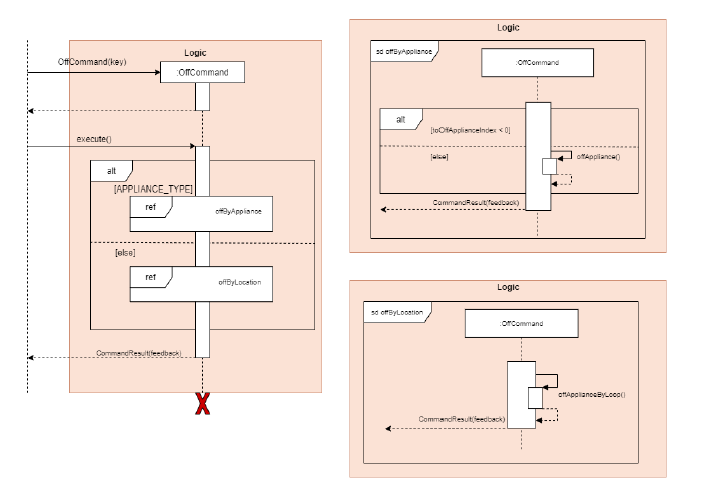 Logic
OffCommand(key)
:OffCommand
execute()
alt
[APPLIANCE_TYPE]
ref
offByAppliance
[else]
ref
offByLocation
CommandResult(feedback)
X
Logic
sd offByAppliance
:OffCommand
alt
[toOffApplianceIndex < 0]
[else]
offAppliance()
CommandResult(feedback)
Logic
sd offByLocation
:OffCommand
offApplianceByLoop()
CommandResult(feedback)